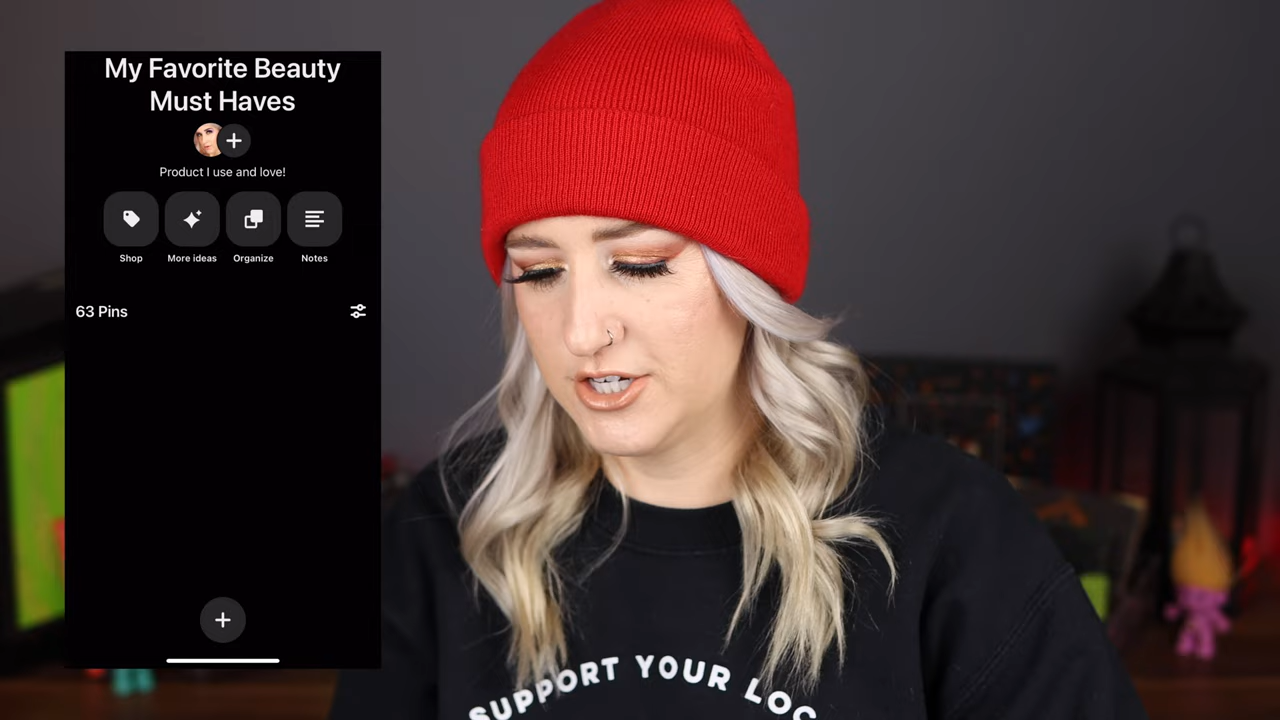 My Favorite Beauty
Must Haves
Product I use and love!
Shop
More ideas
Organize
Notes
63 Pins
SUPPORT YOUR LOC